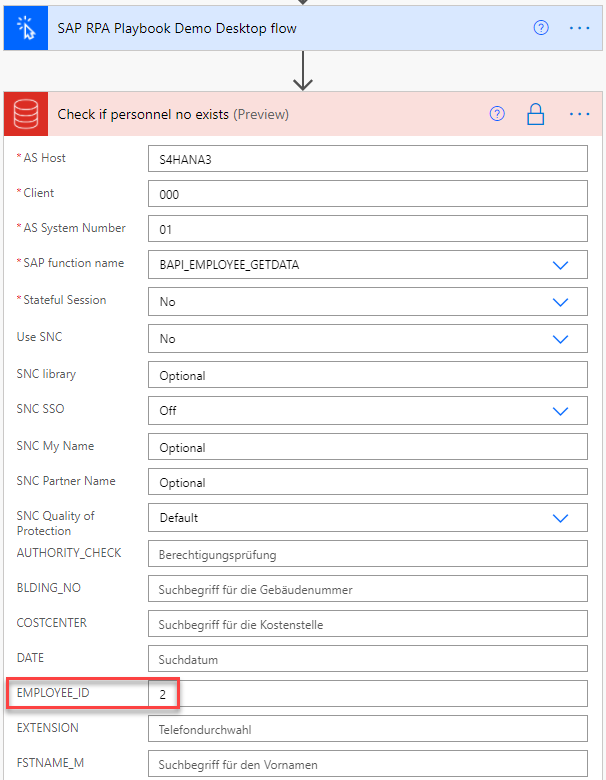 SAP RPA Playbook Demo Desktop flow
Check if personnel no exists (Preview)
* AS Host S4HANA3
* Client 000
* AS System Number 01
* SAP function name BAPI_EMPLOYEE_GETDATA
* Stateful Session No
Use SNC No
SNC library Optional
SNC SSO Off
SNC My Name Optional
SNC Partner Name Optional
SNC Quality of Default
Protection
AUTHORITY_CHECK Berechtigungsprüfung
BLDING_NO Suchbegriff für die Gebäudenummer
COSTCENTER Suchbegriff für die Kostenstelle
DATE Suchdatum
EMPLOYEE_ID 2
EXTENSION Telefondurchwahl
FSTNAME_M Suchbegriff für den Vornamen